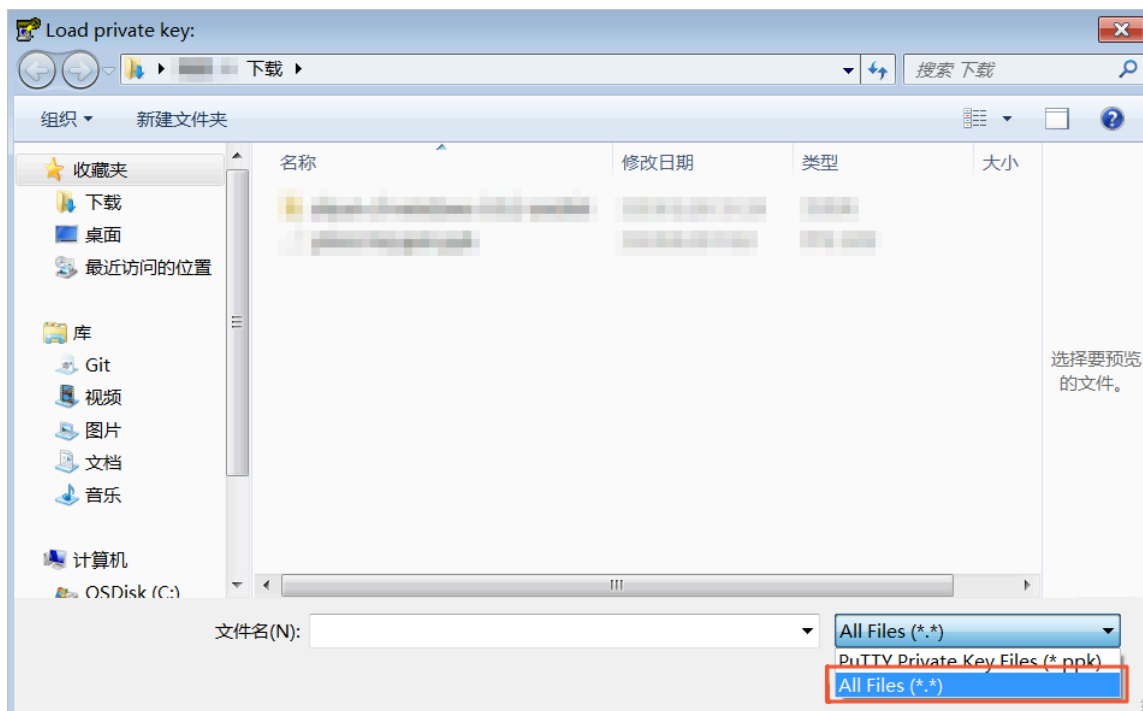 Load private key:
下载
搜索 下载
组织
新建文件夹
名称
修改日期
类型
大小
收藏夹
下载
桌面
最近访问的位置
库
Git
视频
图片
文档
音乐
计算机
OSDisk (C:)
选择要预览
的文件。
文件名(N):
All Files (*.*)
PuTTY Private Key Files (*.ppk)
All Files (*.*)